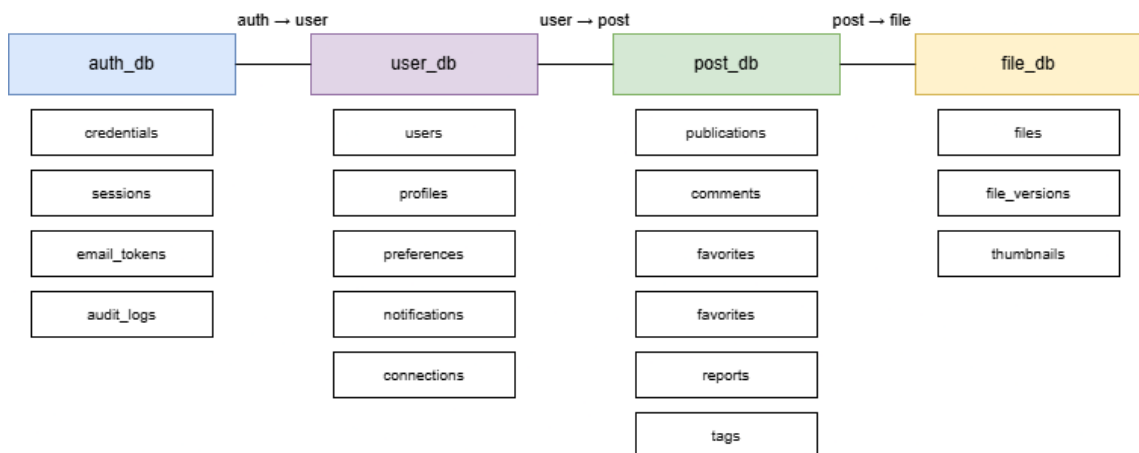 auth → user
user → post
post → file
auth_db
user_db
post_db
file_db
credentials
users
publications
files
sessions
profiles
comments
file_versions
email_tokens
preferences
favorites
thumbnails
audit_logs
notifications
favorites
connections
reports
tags